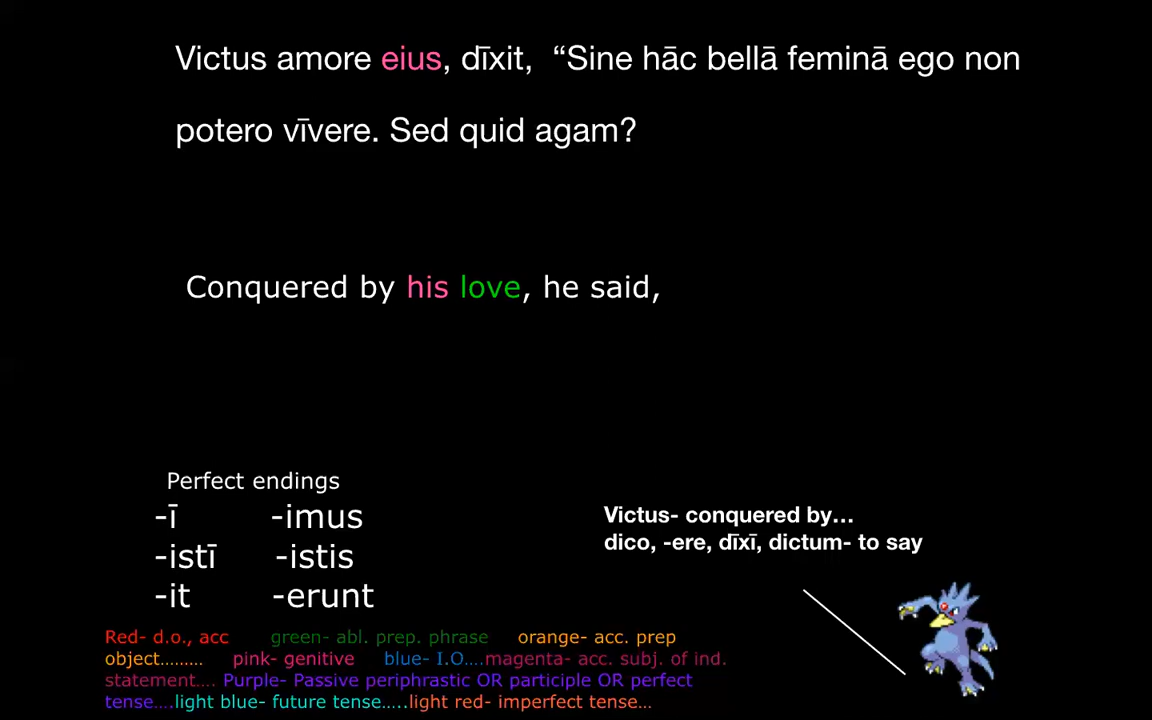 Victus amore eius, dīxit, “Sine hāc bellā feminā ego non
potero vīvere. Sed quid agam?
Conquered by his love, he said,
Perfect endings
-ī -imus
-istī -istis
-it -erunt
Victus- conquered by...
dico, -ere, dīxī, dictum- to say
Red- d.o., acc green- abl. prep. phrase orange- acc. prep
object......... pink- genitive blue- I.O....magenta- acc. subj. of ind.
statement.... Purple- Passive periphrastic OR participle OR perfect
tense....light blue- future tense.....light red- imperfect tense...